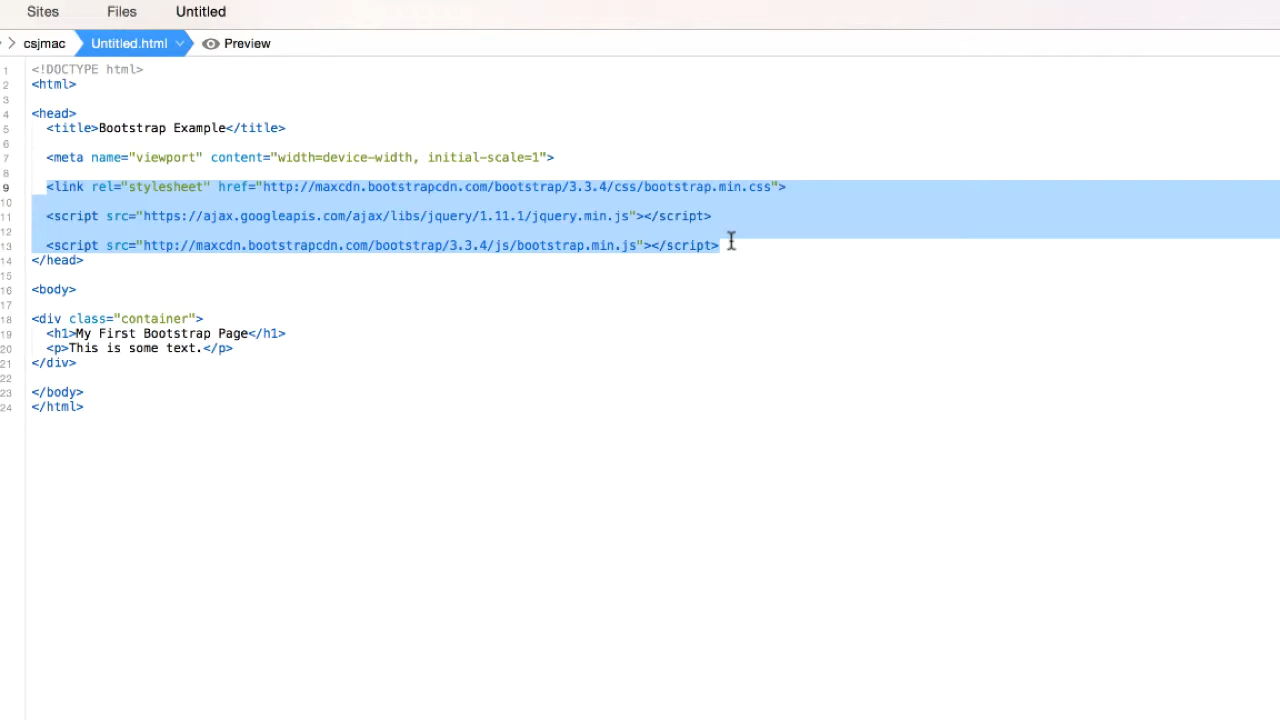 Sites Files Untitled
csjmac Untitled.html Preview
1 <!DOCTYPE html>
2 <html>
3
4 <head>
5 <title>Bootstrap Example</title>
6
7 <meta name="viewport" content="width=device-width, initial-scale=1">
8
9 <link rel="stylesheet" href="http://maxcdn.bootstrapcdn.com/bootstrap/3.3.4/css/bootstrap.min.css">
10
11 <script src="https://ajax.googleapis.com/ajax/libs/jquery/1.11.1/jquery.min.js"></script>
12
13 <script src="http://maxcdn.bootstrapcdn.com/bootstrap/3.3.4/js/bootstrap.min.js"></script>
14 </head>
15
16 <body>
17
18 <div class="container">
19 <h1>My First Bootstrap Page</h1>
20 <p>This is some text.</p>
21 </div>
22
23 </body>
24 </html>